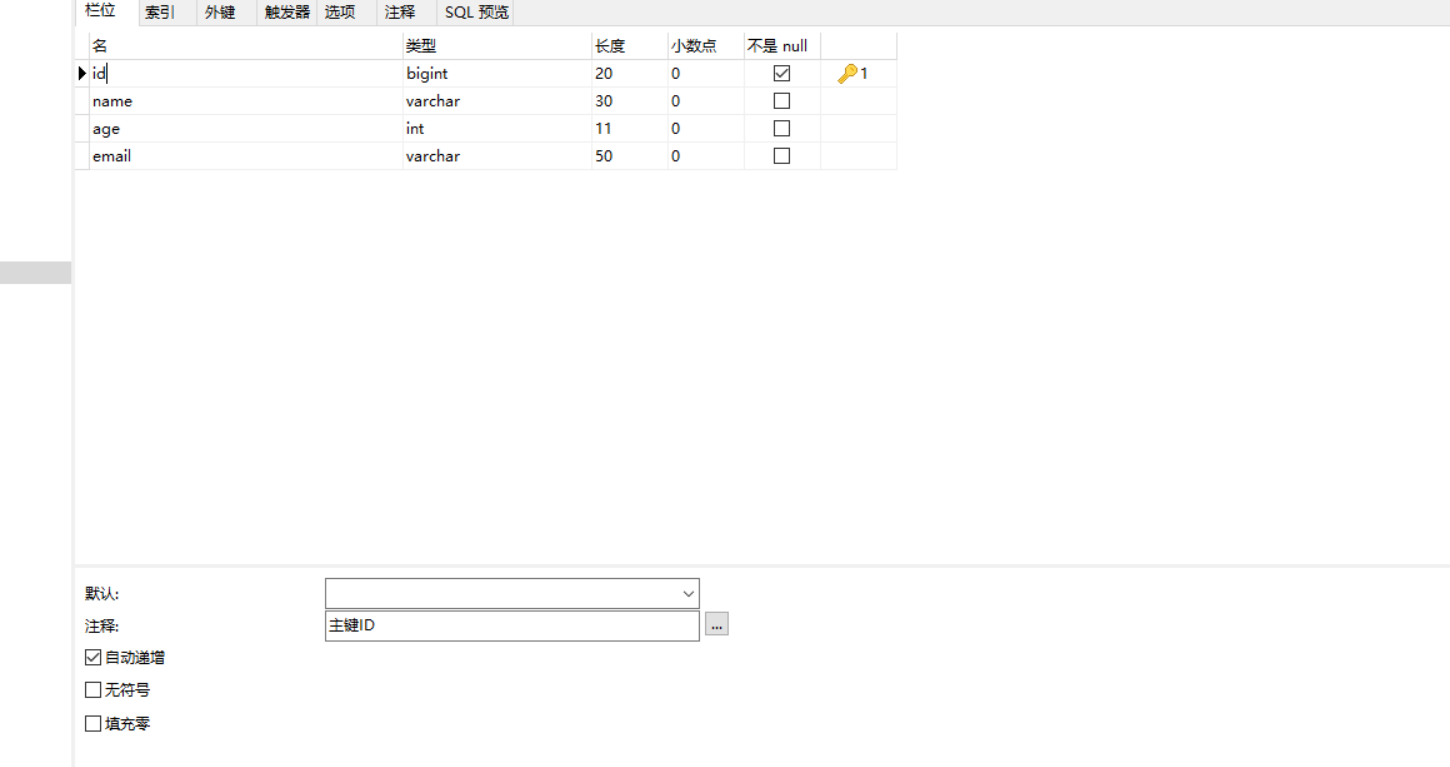 栏位 索引 外键 触发器 选项 注释 SQL 预览
名 类型 长度 小数点 不是 null
id bigint 20 0 1
name varchar 30 0
age int 11 0
email varchar 50 0
默认:
注释: 主键ID ...
自动递增
无符号
填充零